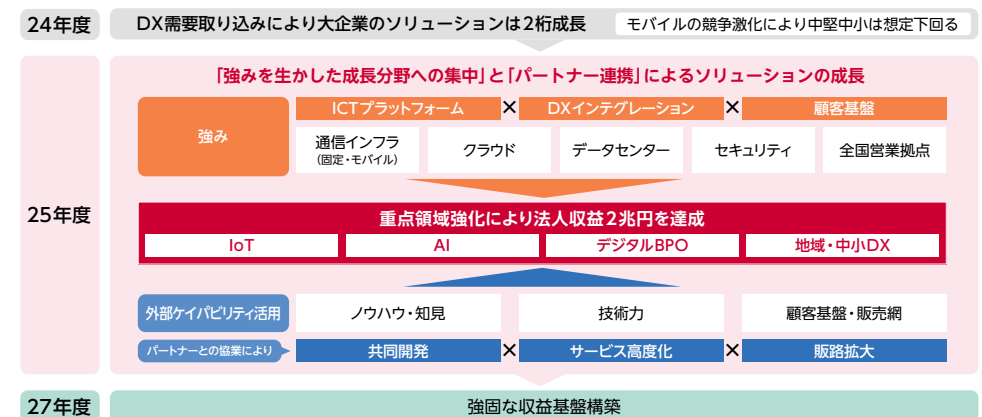 24年度
DX需要取り込みにより大企業のソリューションは2桁成長
モバイルの競争激化により中堅中小は想定下回る
25年度
「強みを生かした成長分野への集中」と「パートナー連携」によるソリューションの成長
強み
ICTプラットフォーム × DXインテグレーション × 顧客基盤
通信インフラ
(固定・モバイル)
クラウド
データセンター
セキュリティ
全国営業拠点
重点領域強化により法人収益2兆円を達成
IoT
AI
デジタルBPO
地域・中小DX
外部ケイパビリティ活用
ノウハウ・知見
技術力
顧客基盤・販売網
パートナーとの協業により
共同開発 × サービス高度化 × 販路拡大
27年度
強固な収益基盤構築